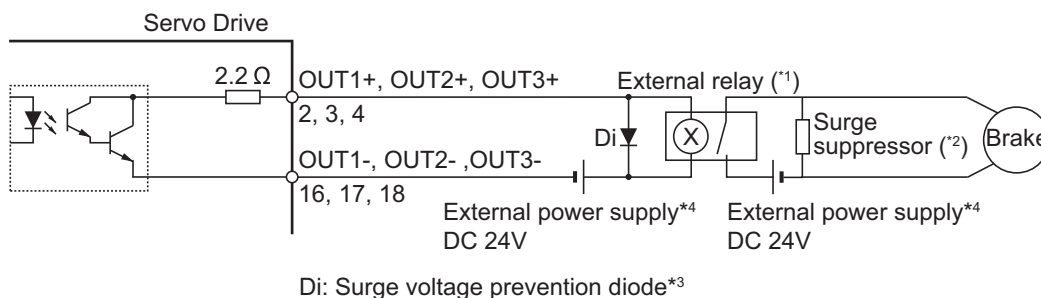 Servo Drive
2.2 Ω
OUT1+, OUT2+, OUT3+
2, 3, 4
External relay (*1)
Di
X
Surge
suppressor (*2)
Brake
OUT1-, OUT2- ,OUT3-
16, 17, 18
External power supply*4
DC 24V
External power supply*4
DC 24V
Di: Surge voltage prevention diode*3